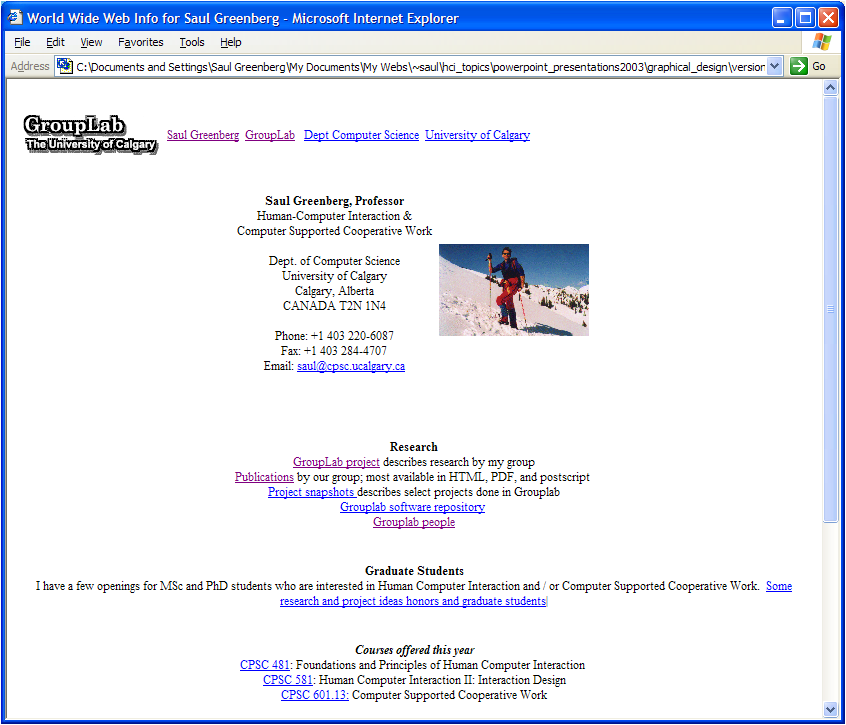 World Wide Web Info for Saul Greenberg - Microsoft Internet Explorer
File Edit View Favorites Tools Help
Address C:\Documents and Settings\Saul Greenberg\My Documents\My Webs\~saul\hci_topics\powerpoint_presentations2003\graphical_design\version Go
GroupLab
The University of Calgary
Saul Greenberg GroupLab Dept Computer Science University of Calgary
Saul Greenberg, Professor
Human-Computer Interaction &
Computer Supported Cooperative Work
Dept. of Computer Science
University of Calgary
Calgary, Alberta
CANADA T2N 1N4
Phone: +1 403 220-6087
Fax: +1 403 284-4707
Email: saul@cpsc.ucalgary.ca
Research
GroupLab project describes research by my group
Publications by our group; most available in HTML, PDF, and postscript
Project snapshots describes select projects done in Grouplab
Grouplab software repository
Grouplab people
Graduate Students
I have a few openings for MSc and PhD students who are interested in Human Computer Interaction and / or Computer Supported Cooperative Work. Some
research and project ideas honors and graduate students
Courses offered this year
CPSC 481: Foundations and Principles of Human Computer Interaction
CPSC 581: Human Computer Interaction II: Interaction Design
CPSC 601.13: Computer Supported Cooperative Work